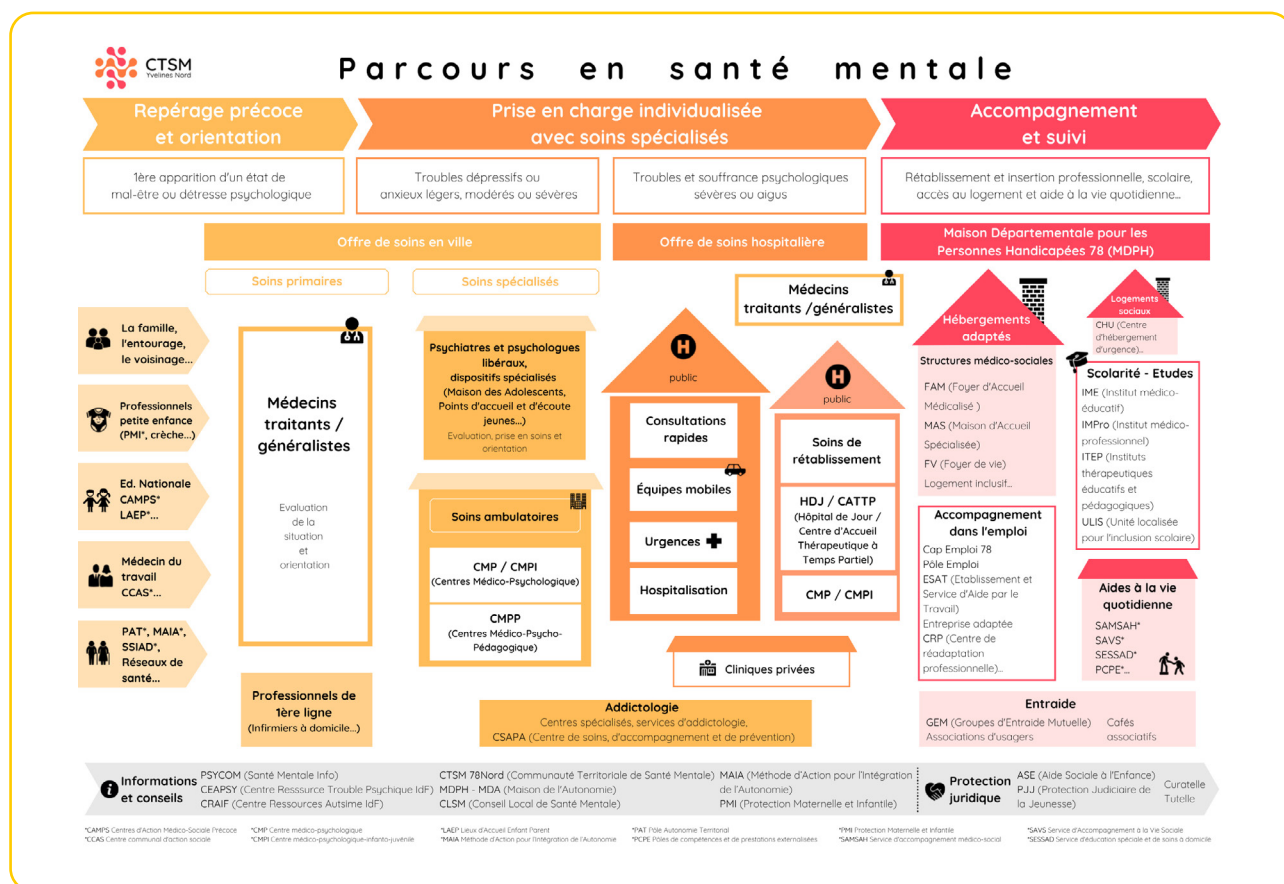 CTSM
Yvelines Nord
Parcours en santé mentale
Repérage précoce
et orientation
Prise en charge individualisée
avec soins spécialisés
Accompagnement
et suivi
1ère apparition d'un état de
mal-être ou détresse psychologique
Troubles dépressifs ou
anxieux légers, modérés ou sévères
Troubles et souffrance psychologiques
sévères ou aigus
Rétablissement et insertion professionnelle, scolaire,
accès au logement et aide à la vie quotidienne...
Offre de soins en ville
Offre de soins hospitalière
Maison Départementale pour les
Personnes Handicapées 78 (MDPH)
Soins primaires
Soins spécialisés
La famille,
l'entourage,
le voisinage...
Professionnels
petite enfance
(PMI*, crèche...)
Ed. Nationale
CAMPS*
LAEP*...
Médecin du
travail
CCAS*...
PAT*, MAIA*,
SSIAD*,
Réseaux de
santé...
Médecins
traitants /
généralistes
Evaluation
de la
situation
et
orientation
Professionnels de
1ère ligne
(Infirmiers à domicile...)
Psychiatres et psychologues
libéraux,
dispositifs spécialisés
(Maison des Adolescents,
Points d'accueil et d'écoute
jeunes...)
Evaluation, prise en soins et
orientation
Soins ambulatoires
CMP / CMPI
(Centres Médico-Psychologique)
CMPP
(Centres Médico-Psycho-
Pédagogique)
Médecins
traitants /généralistes
H
public
Consultations
rapides
Équipes mobiles
Urgences
Hospitalisation
H
public
Soins de
rétablissement
HDJ / CATTP
(Hôpital de Jour /
Centre d'Accueil
Thérapeutique à
Temps Partiel)
CMP / CMPI
Cliniques privées
Addictologie
Centres spécialisés, services d'addictologie,
CSAPA (Centre de soins, d'accompagnement et de prévention)
Hébergements
adaptés
Structures médico-sociales
FAM (Foyer d'Accueil
Médicalisé )
MAS (Maison d'Accueil
Spécialisée)
FV (Foyer de vie)
Logement inclusif...
Accompagnement
dans l'emploi
Cap Emploi 78
Pôle Emploi
ESAT (Etablissement et
Service d'Aide par le
Travail)
Entreprise adaptée
CRP (Centre de
réadaptation
professionnelle)...
Logements
sociaux
CHU (Centre
d'hébergement
d'urgence)...
Scolarité - Etudes
IME (Institut médico-
éducatif)
IMPro (Institut médico-
professionnel)
ITEP (Instituts
thérapeutiques
éducatifs et
pédagogiques)
ULIS (Unité localisée
pour l'inclusion scolaire)
Aides à la vie
quotidienne
SAMSAH*
SAVS*
SESSAD*
PCPE*...
Entraide
GEM (Groupes d'Entraide Mutuelle)
Associations d'usagers
Cafés
associatifs
Informations
et conseils
PSYCOM (Santé Mentale Info)
CEAPSY (Centre Resssurce Trouble Psychique IdF)
CRAIF (Centre Ressources Autsime IdF)
CTSM 78Nord (Communauté Territoriale de Santé Mentale)
MDPH - MDA (Maison de l'Autonomie)
CLSM (Conseil Local de Santé Mentale)
MAIA (Méthode d'Action pour l'Intégration
de l'Autonomie)
PMI (Protection Maternelle et Infantile)
Protection
juridique
ASE (Aide Sociale à l'Enfance)
PJJ (Protection Judiciaire de
la Jeunesse)
Curatelle
Tutelle
*CAMPS Centres d'Action Médico-Sociale Précoce
*CCAS Centre communal d'action sociale
*CMP Centre médico-psychologique
*CMPI Centre médico-psychologique-infanto-juvénile
*LAEP Lieux d'Accueil Enfant Parent
*MAIA Méthode d'Action pour l'Intégration de l'Autonomie
*PAT Pôle Autonomie Territorial
*PCPE Pôles de compétences et de prestations externalisées
*PMI Protection Maternelle et Infantile
*SAMSAH Service d'accompagnement médico-social
*SAVS Service d'Accompagnement à la Vie Sociale
*SESSAD Service d'éducation spéciale et de soins à domicile